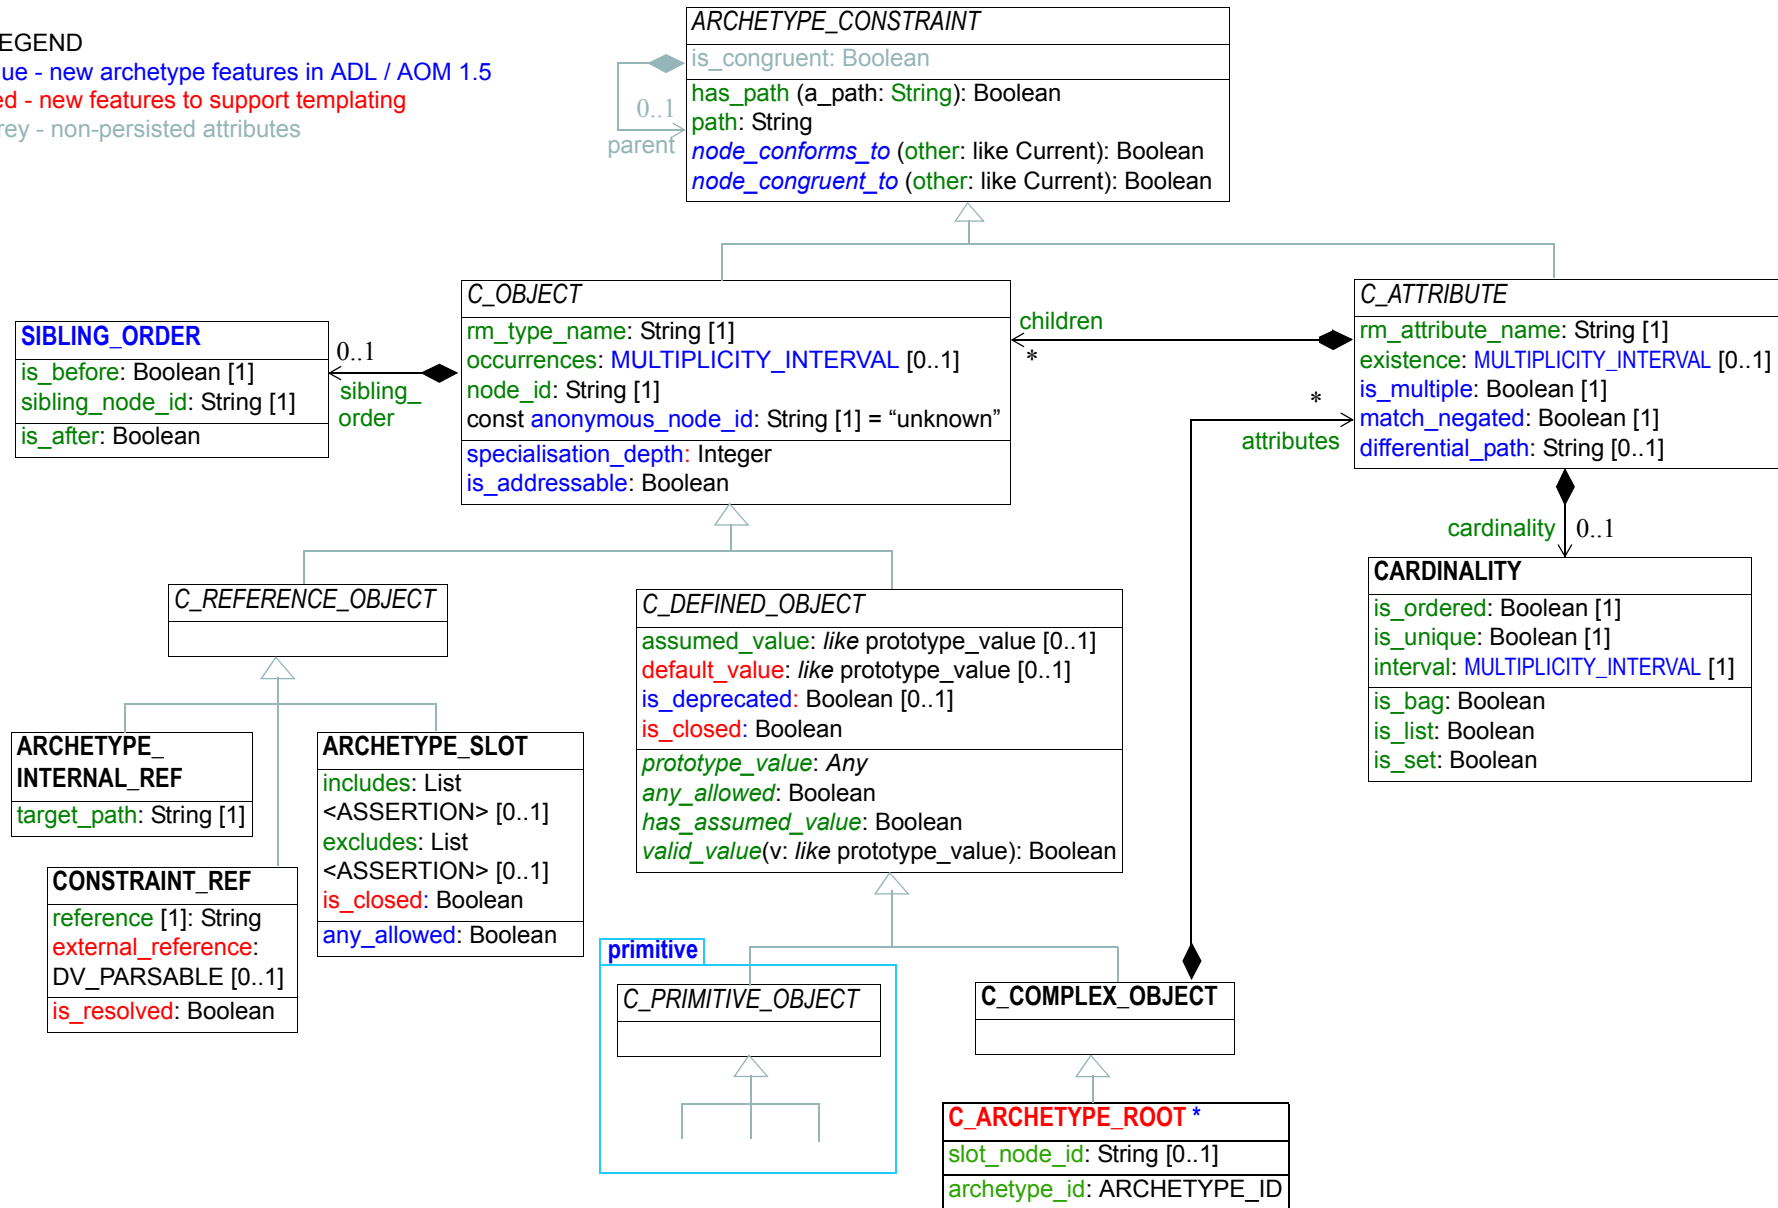 EGEND
ue - new archetype features in ADL / AOM 1.5
ed - new features to support templating
rey - non-persisted attributes
ARCHETYPE_CONSTRAINT
is_congruent: Boolean
has_path (a_path: String): Boolean
path: String
node_conforms_to (other: like Current): Boolean
node_congruent_to (other: like Current): Boolean
0..1
parent
SIBLING_ORDER
is_before: Boolean [1]
sibling_node_id: String [1]
is_after: Boolean
0..1
sibling_
order
C_OBJECT
rm_type_name: String [1]
occurrences: MULTIPLICITY_INTERVAL [0..1]
node_id: String [1]
const anonymous_node_id: String [1] = “unknown”
specialisation_depth: Integer
is_addressable: Boolean
children
*
*
attributes
C_ATTRIBUTE
rm_attribute_name: String [1]
existence: MULTIPLICITY_INTERVAL [0..1]
is_multiple: Boolean [1]
match_negated: Boolean [1]
differential_path: String [0..1]
cardinality
0..1
CARDINALITY
is_ordered: Boolean [1]
is_unique: Boolean [1]
interval: MULTIPLICITY_INTERVAL [1]
is_bag: Boolean
is_list: Boolean
is_set: Boolean
C_REFERENCE_OBJECT
C_DEFINED_OBJECT
assumed_value: like prototype_value [0..1]
default_value: like prototype_value [0..1]
is_deprecated: Boolean [0..1]
is_closed: Boolean
prototype_value: Any
any_allowed: Boolean
has_assumed_value: Boolean
valid_value(v: like prototype_value): Boolean
ARCHETYPE_
INTERNAL_REF
target_path: String [1]
ARCHETYPE_SLOT
includes: List
<ASSERTION> [0..1]
excludes: List
<ASSERTION> [0..1]
is_closed: Boolean
any_allowed: Boolean
CONSTRAINT_REF
reference [1]: String
external_reference:
DV_PARSABLE [0..1]
is_resolved: Boolean
primitive
C_PRIMITIVE_OBJECT
C_COMPLEX_OBJECT
C_ARCHETYPE_ROOT *
slot_node_id: String [0..1]
archetype_id: ARCHETYPE_ID